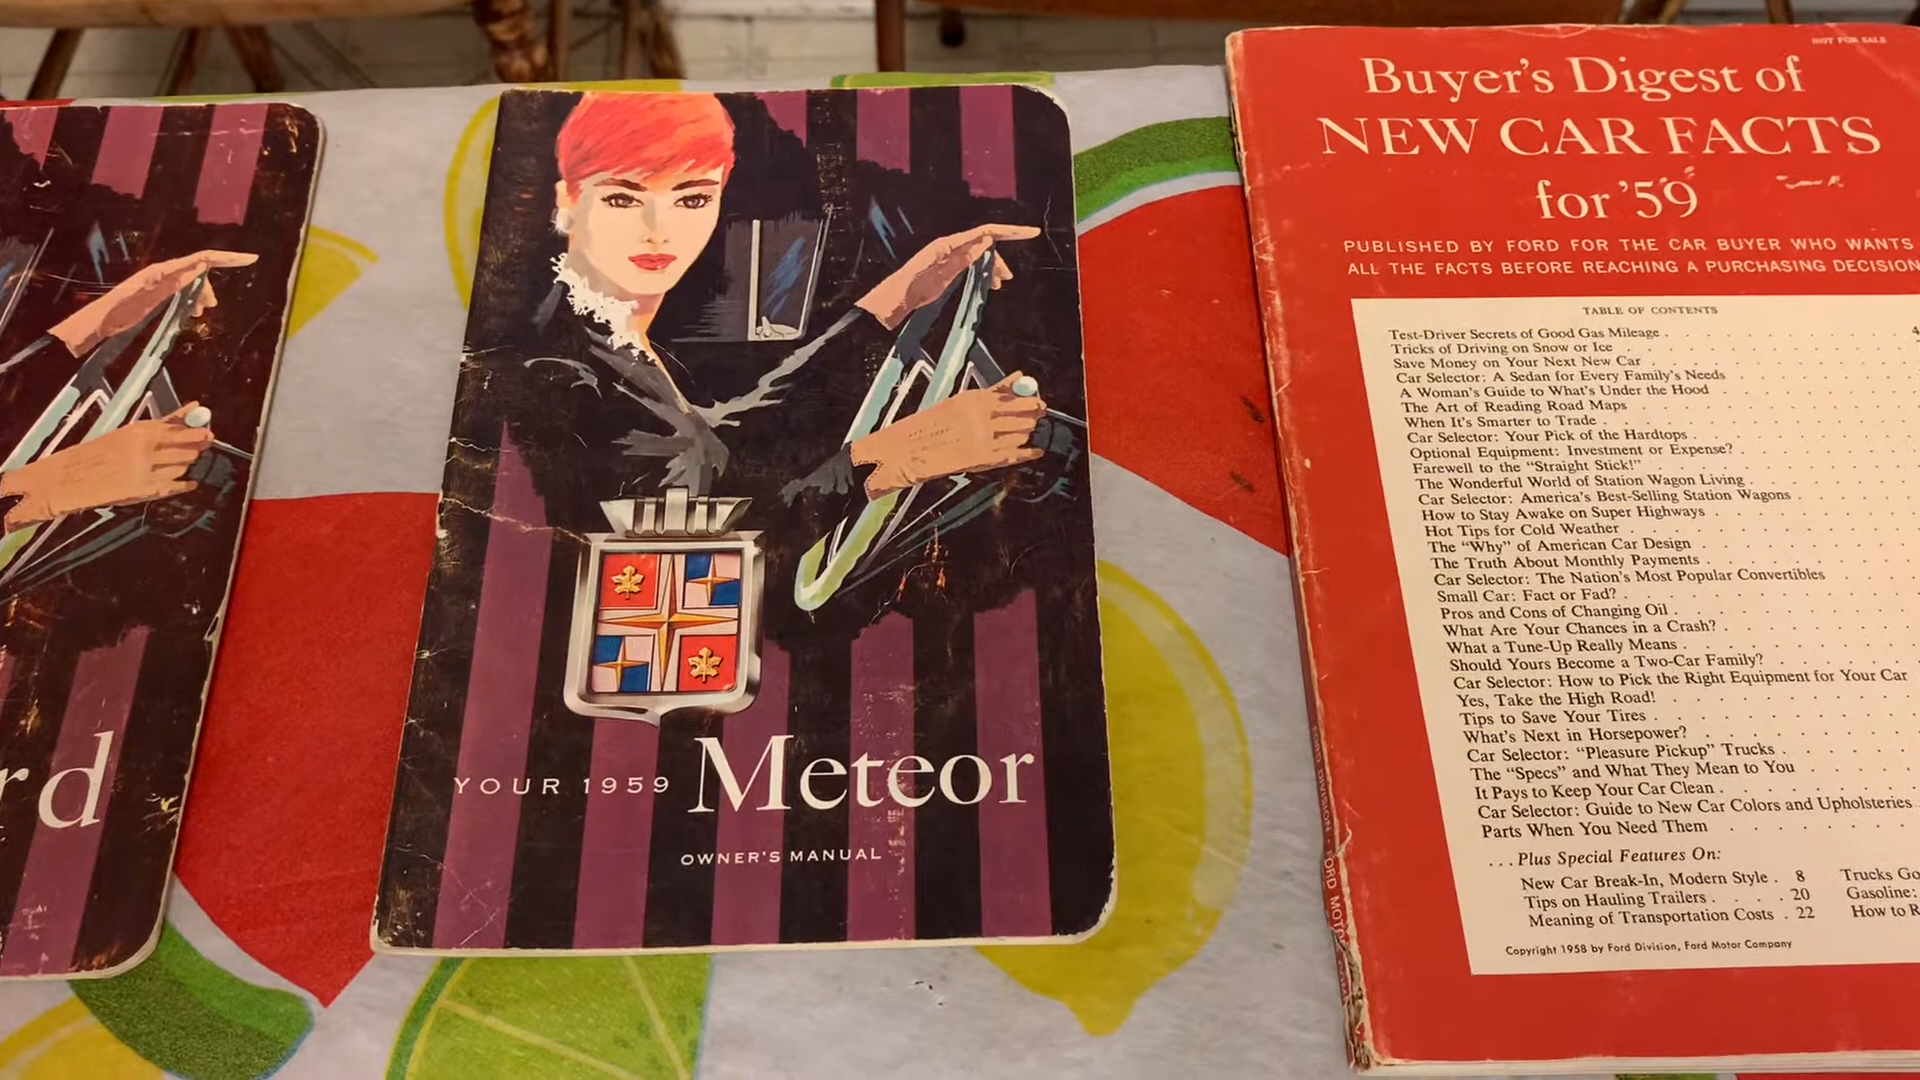 rd
YOUR 1959 Meteor
OWNER'S MANUAL
NOT FOR SALE
Buyer's Digest of
NEW CAR FACTS
for '59
PUBLISHED BY FORD FOR THE CAR BUYER WHO WANTS
ALL THE FACTS BEFORE REACHING A PURCHASING DECISION
TABLE OF CONTENTS
Test-Driver Secrets of Good Gas Mileage . . . . 4
Tricks of Driving on Snow or Ice
Save Money on Your Next New Car
Car Selector: A Sedan for Every Family's Needs
A Woman's Guide to What's Under the Hood
The Art of Reading Road Maps
When It's Smarter to Trade
Car Selector: Your Pick of the Hardtops
Optional Equipment: Investment or Expense?
Farewell to the "Straight Stick!"
The Wonderful World of Station Wagon Living
Car Selector: America's Best-Selling Station Wagons
How to Stay Awake on Super Highways
Hot Tips for Cold Weather
The "Why" of American Car Design
The Truth About Monthly Payments
Car Selector: The Nation's Most Popular Convertibles
Small Car: Fact or Fad?
Pros and Cons of Changing Oil
What Are Your Chances in a Crash?
What a Tune-Up Really Means
Should Yours Become a Two-Car Family?
Car Selector: How to Pick the Right Equipment for Your Car
Yes, Take the High Road!
Tips to Save Your Tires
What's Next in Horsepower?
Car Selector: "Pleasure Pickup" Trucks
The "Specs" and What They Mean to You
It Pays to Keep Your Car Clean
Car Selector: Guide to New Car Colors and Upholsteries
Parts When You Need Them
. . . Plus Special Features On:
New Car Break-In, Modern Style . 8 Trucks Go
Tips on Hauling Trailers . . . . 20 Gasoline:
Meaning of Transportation Costs . 22 How to R
Copyright 1958 by Ford Division, Ford Motor Company
FORD DIVISION • FORD MOTO